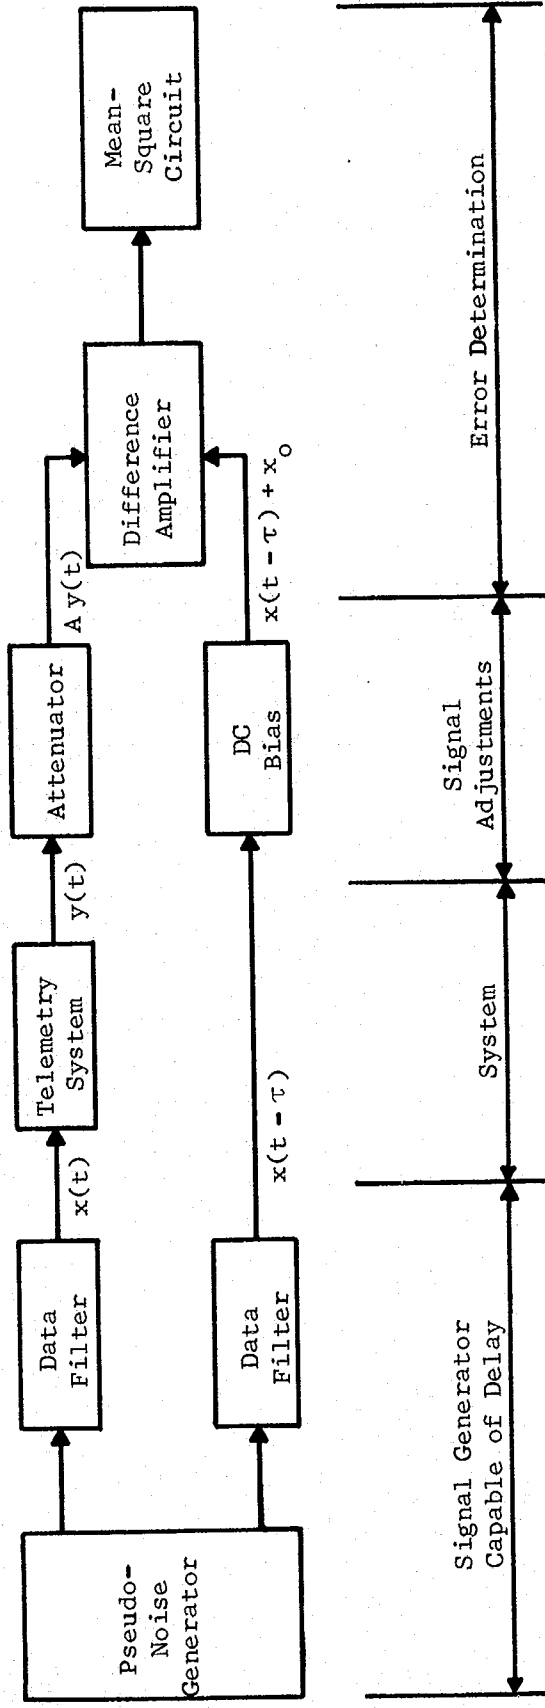 Pseudo-
Noise
Generator
Data
Filter
x(t)
Telemetry
System
y(t)
Attenuator
A y(t)
Data
Filter
x(t - τ)
DC
Bias
x(t - τ) + x₀
Difference
Amplifier
Mean-
Square
Circuit
Signal Generator
Capable of Delay
System
Signal
Adjustments
Error Determination